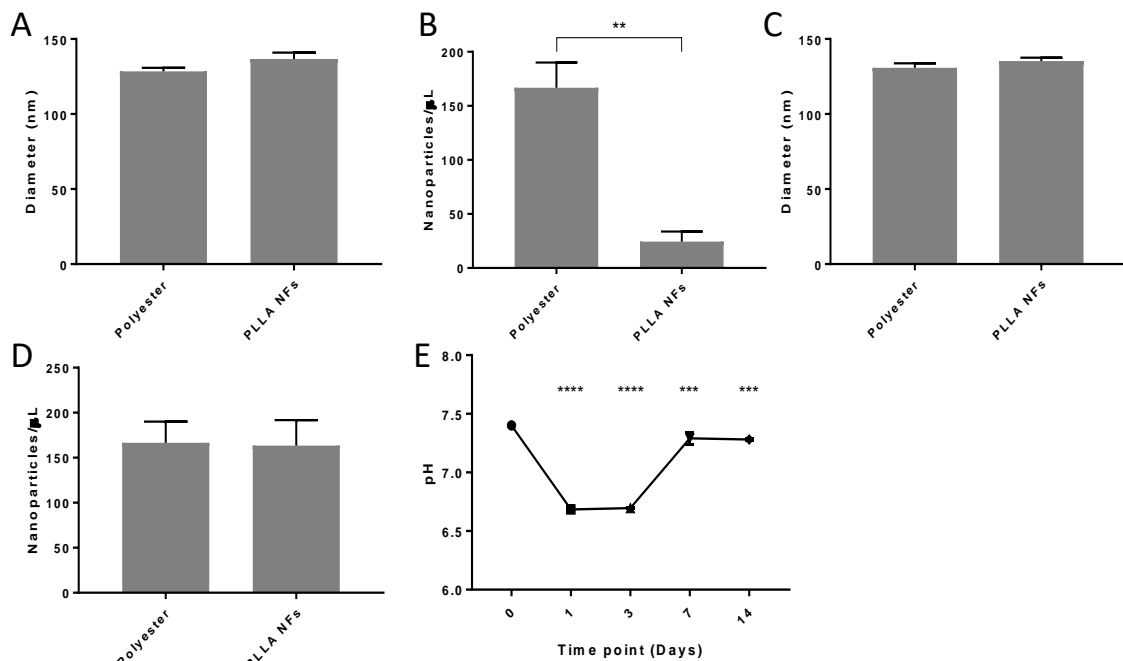 A
Diameter (nm)
150
100
50
0
Polyester
PLLA NFs
B
**
Nanoparticles/µL
200
150
100
50
0
Polyester
PLLA NFs
C
Diameter (nm)
150
100
50
0
Polyester
PLLA NFs
D
Nanoparticles/µL
250
200
150
100
50
0
Polyester
PLLA NFs
E
pH
8.0
7.5
7.0
6.5
6.0
**** **** *** ***
0 1 3 7 14
Time point (Days)